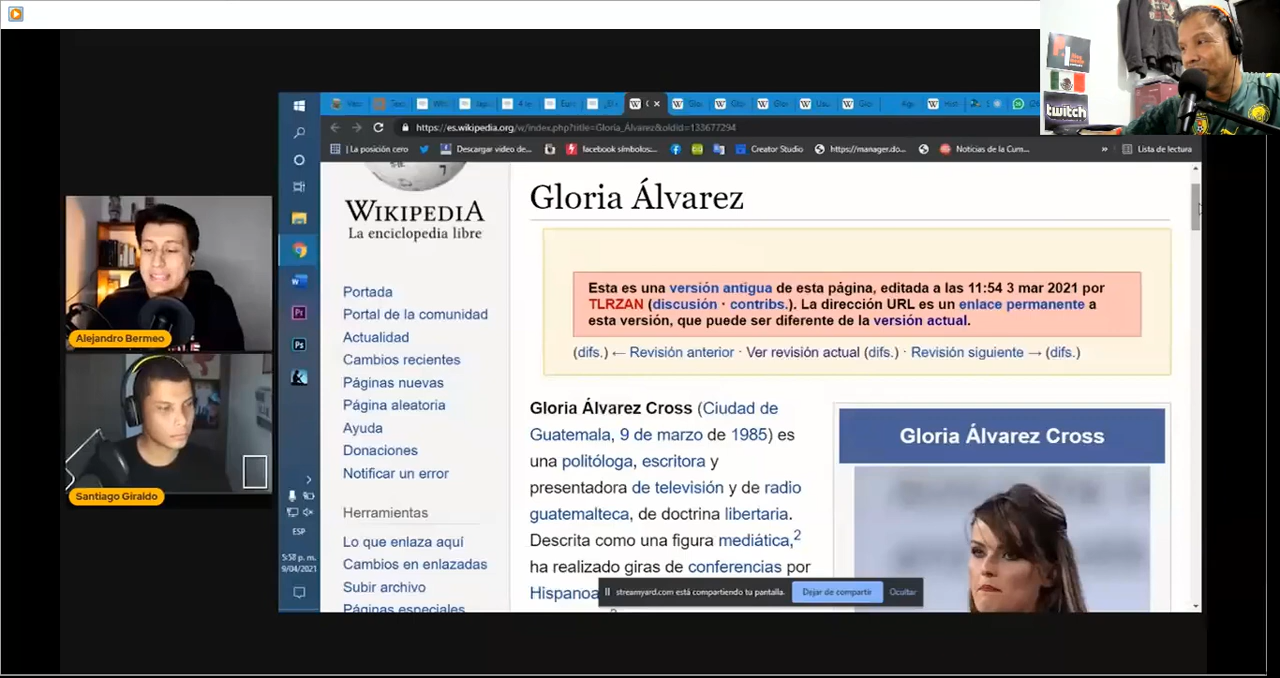 twitch
https://es.wikipedia.org/w/index.php?title=Gloria_Álvarez&oldid=133677294
La posición cero
Descargar video de...
facebook símbolos:...
Creator Studio
https://manager.do...
Noticias de la Cum...
»
Lista de lectura
WIKIPEDIA
La enciclopedia libre
Portada
Portal de la comunidad
Actualidad
Cambios recientes
Páginas nuevas
Página aleatoria
Ayuda
Donaciones
Notificar un error
Herramientas
Lo que enlaza aquí
Cambios en enlazadas
Subir archivo
Páginas especiales
Gloria Álvarez
Esta es una versión antigua de esta página, editada a las 11:54 3 mar 2021 por
TLRZAN (discusión · contribs.). La dirección URL es un enlace permanente a
esta versión, que puede ser diferente de la versión actual.
(difs.) ← Revisión anterior · Ver revisión actual (difs.) · Revisión siguiente → (difs.)
Gloria Álvarez Cross (Ciudad de
Guatemala, 9 de marzo de 1985) es
una politóloga, escritora y
presentadora de televisión y de radio
guatemalteca, de doctrina libertaria.
Descrita como una figura mediática,2
ha realizado giras de conferencias por
Hispanoa
Gloria Álvarez Cross
streamyard.com está compartiendo tu pantalla.
Dejar de compartir
Ocultar
Alejandro Bermeo
Santiago Giraldo
ESP
5:58 p. m.
9/04/2021